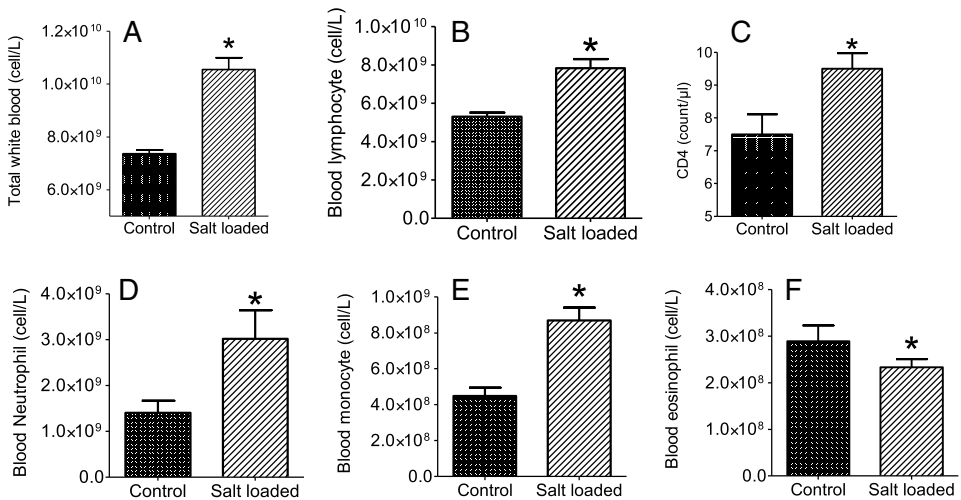 A
Total white blood (cell/L)
1.2×10¹⁰
1.0×10¹⁰
8.0×10⁹
6.0×10⁹
*
Control Salt loaded
B
Blood lymphocyte (cell/L)
1.0×10¹⁰
8.0×10⁹
6.0×10⁹
4.0×10⁹
2.0×10⁹
0.0
*
Control Salt loaded
C
CD4 (count/µl)
10
9
8
7
6
5
*
Control Salt loaded
D
Blood Neutrophil (cell/L)
4.0×10⁹
3.0×10⁹
2.0×10⁹
1.0×10⁹
0.0
*
Control Salt loaded
E
Blood monocyte (cell/L)
1.0×10⁹
8.0×10⁸
6.0×10⁸
4.0×10⁸
2.0×10⁸
0.0
*
Control Salt loaded
F
Blood eosinophil (cell/L)
4.0×10⁸
3.0×10⁸
2.0×10⁸
1.0×10⁸
0.0
*
Control Salt loaded